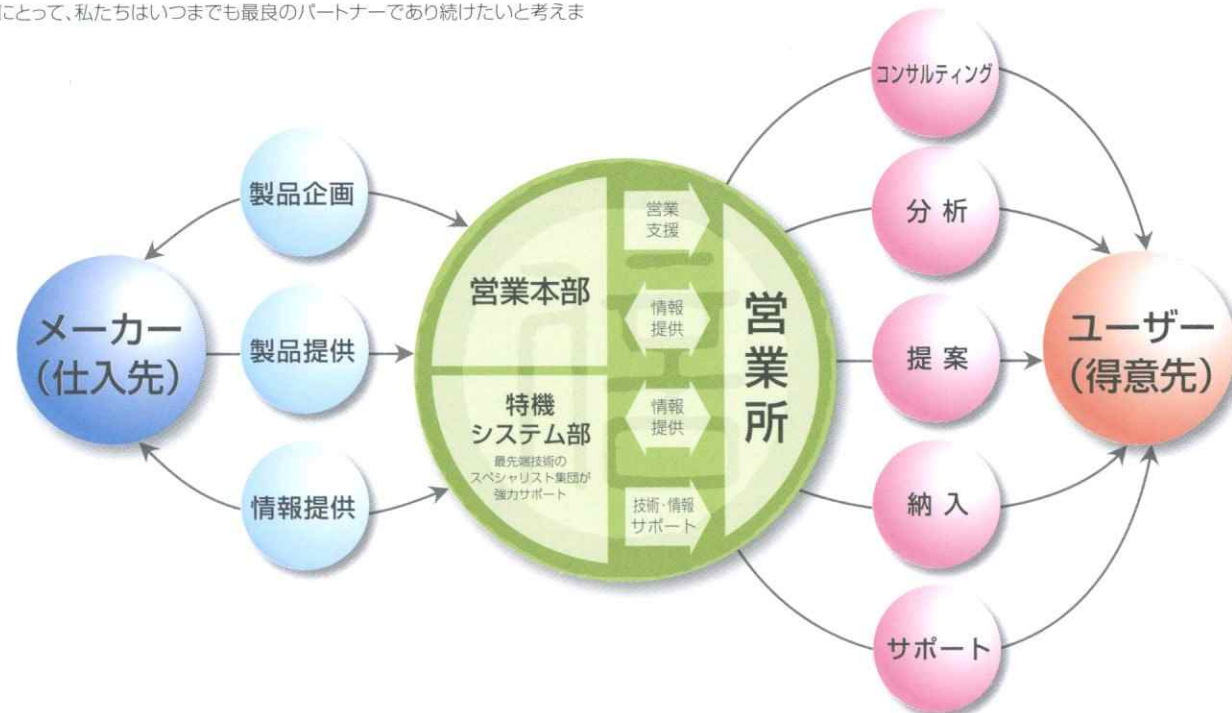 にとって、私たちはいつまでも最良のパートナーであり続けたいと考えま
メーカー
（仕入先）
製品企画
製品提供
情報提供
営業本部
特機
システム部
最先端技術の
スペシャリスト集団が
強力サポート
営業
支援
情報
提供
情報
提供
技術・情報
サポート
営業所
コンサルティング
分析
提案
納入
サポート
ユーザー
（得意先）